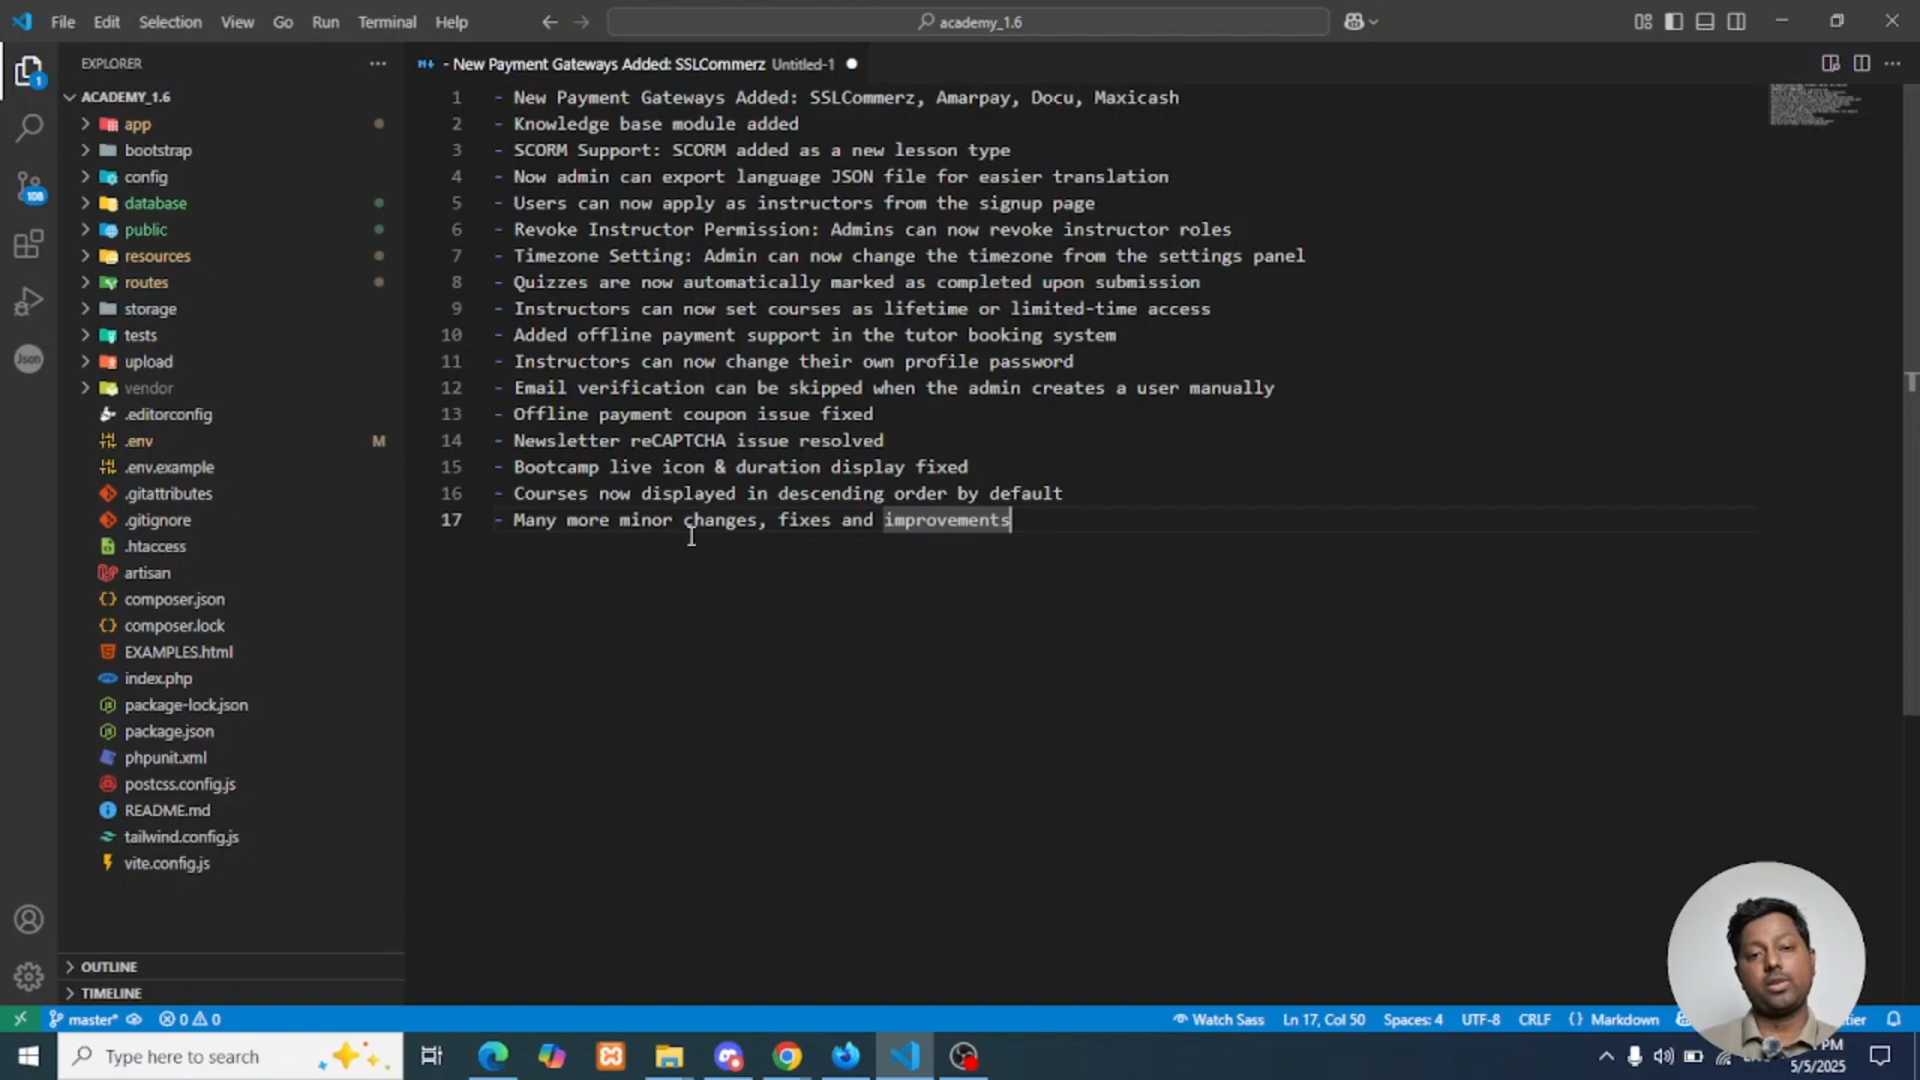 File Edit Selection View Go Run Terminal Help
academy_1.6
EXPLORER
- New Payment Gateways Added: SSLCommerz Untitled-1
ACADEMY_1.6
app
bootstrap
config
database
public
resources
routes
storage
tests
upload
vendor
.editorconfig
.env M
.env.example
.gitattributes
.gitignore
.htaccess
artisan
composer.json
composer.lock
EXAMPLES.html
index.php
package-lock.json
package.json
phpunit.xml
postcss.config.js
README.md
tailwind.config.js
vite.config.js
OUTLINE
TIMELINE
1
108
Json
1 - New Payment Gateways Added: SSLCommerz, Amarpay, Docu, Maxicash
2 - Knowledge base module added
3 - SCORM Support: SCORM added as a new lesson type
4 - Now admin can export language JSON file for easier translation
5 - Users can now apply as instructors from the signup page
6 - Revoke Instructor Permission: Admins can now revoke instructor roles
7 - Timezone Setting: Admin can now change the timezone from the settings panel
8 - Quizzes are now automatically marked as completed upon submission
9 - Instructors can now set courses as lifetime or limited-time access
10 - Added offline payment support in the tutor booking system
11 - Instructors can now change their own profile password
12 - Email verification can be skipped when the admin creates a user manually
13 - Offline payment coupon issue fixed
14 - Newsletter reCAPTCHA issue resolved
15 - Bootcamp live icon & duration display fixed
16 - Courses now displayed in descending order by default
17 - Many more minor changes, fixes and improvements
master* 0 0 Watch Sass Ln 17, Col 50 Spaces: 4 UTF-8 CRLF {} Markdown
Type here to search
PM
5/5/2025